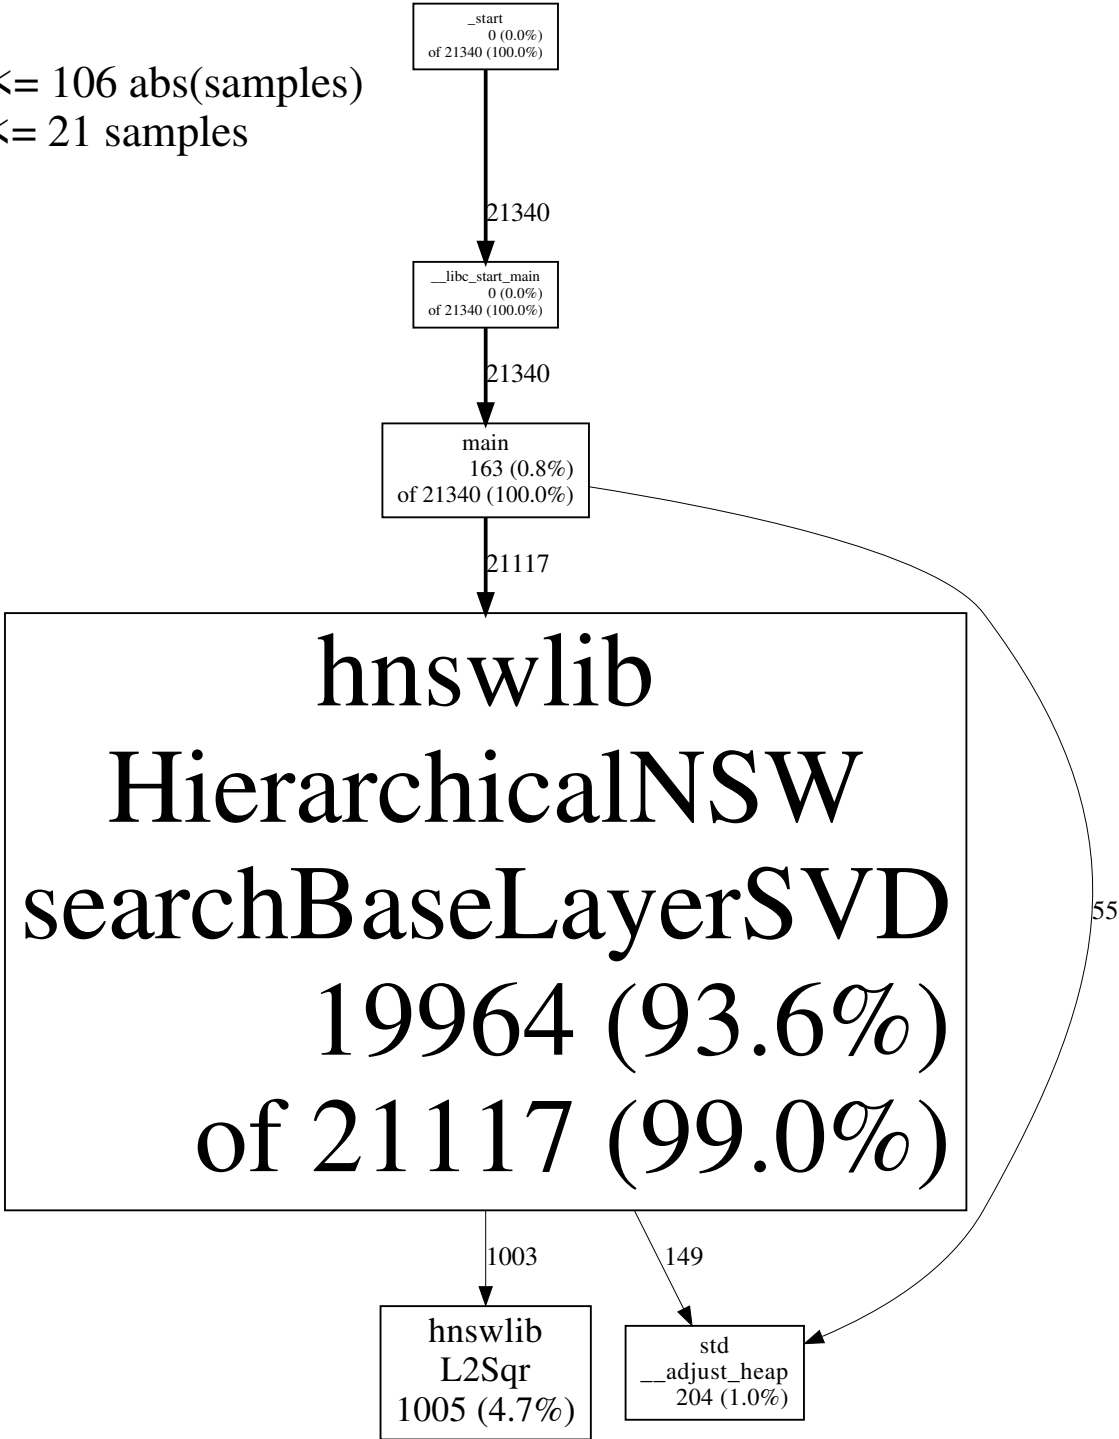 _start
0 (0.0%)
of 21340 (100.0%)
<= 106 abs(samples)
<= 21 samples
21340
__libc_start_main
0 (0.0%)
of 21340 (100.0%)
21340
main
163 (0.8%)
of 21340 (100.0%)
21117
hnswlib
HierarchicalNSW
searchBaseLayerSVD
19964 (93.6%)
of 21117 (99.0%)
55
1003
149
hnswlib
L2Sqr
1005 (4.7%)
std
__adjust_heap
204 (1.0%)